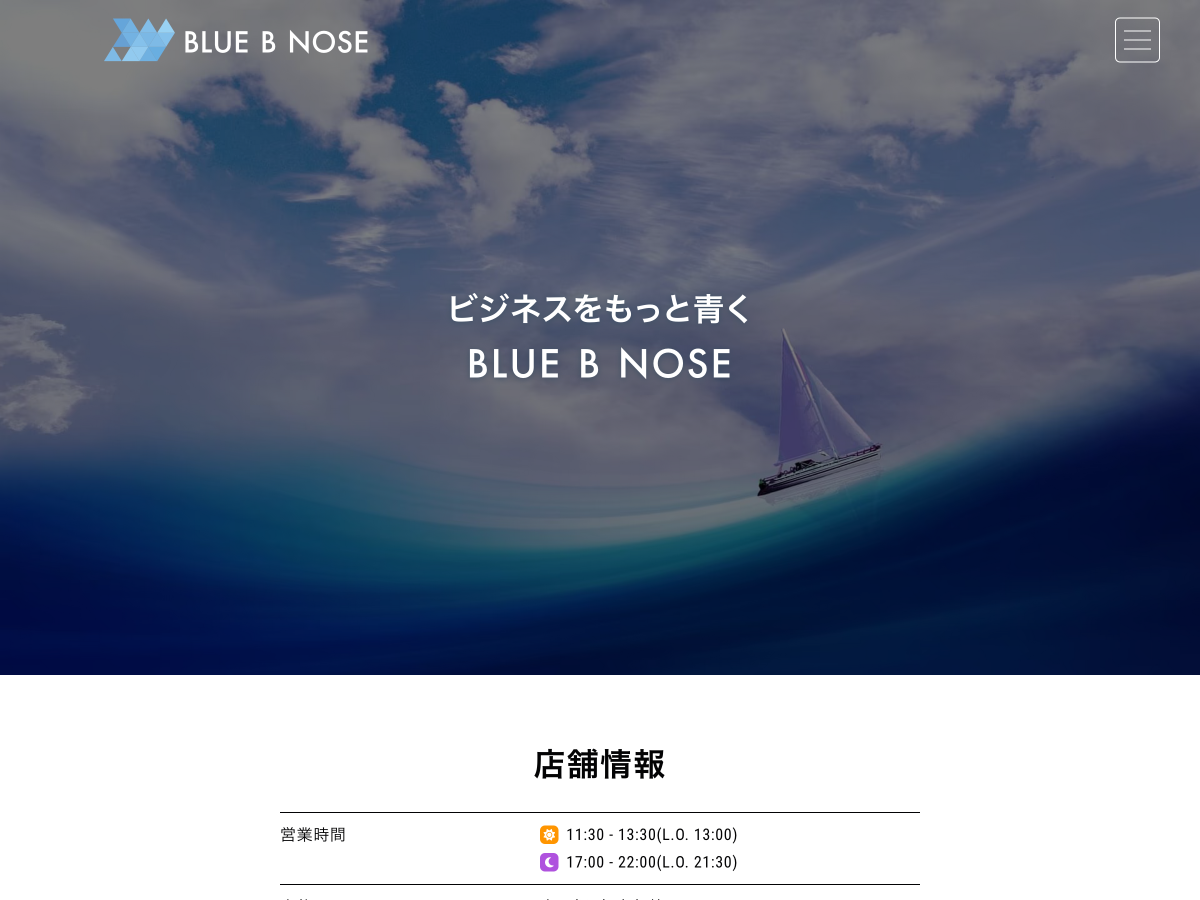 BLUE B NOSE
ビジネスをもっと青く
BLUE B NOSE
店舗情報
営業時間
11:30 - 13:30(L.O. 13:00)
17:00 - 22:00(L.O. 21:30)